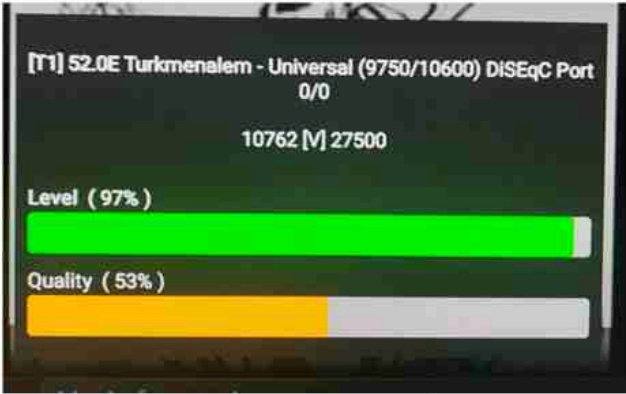 [T1] 52.0E Turkmenalem - Universal (9750/10600) DiSEqC Port
0/0
10762 [V] 27500
Level ( 97% )
Quality ( 53% )